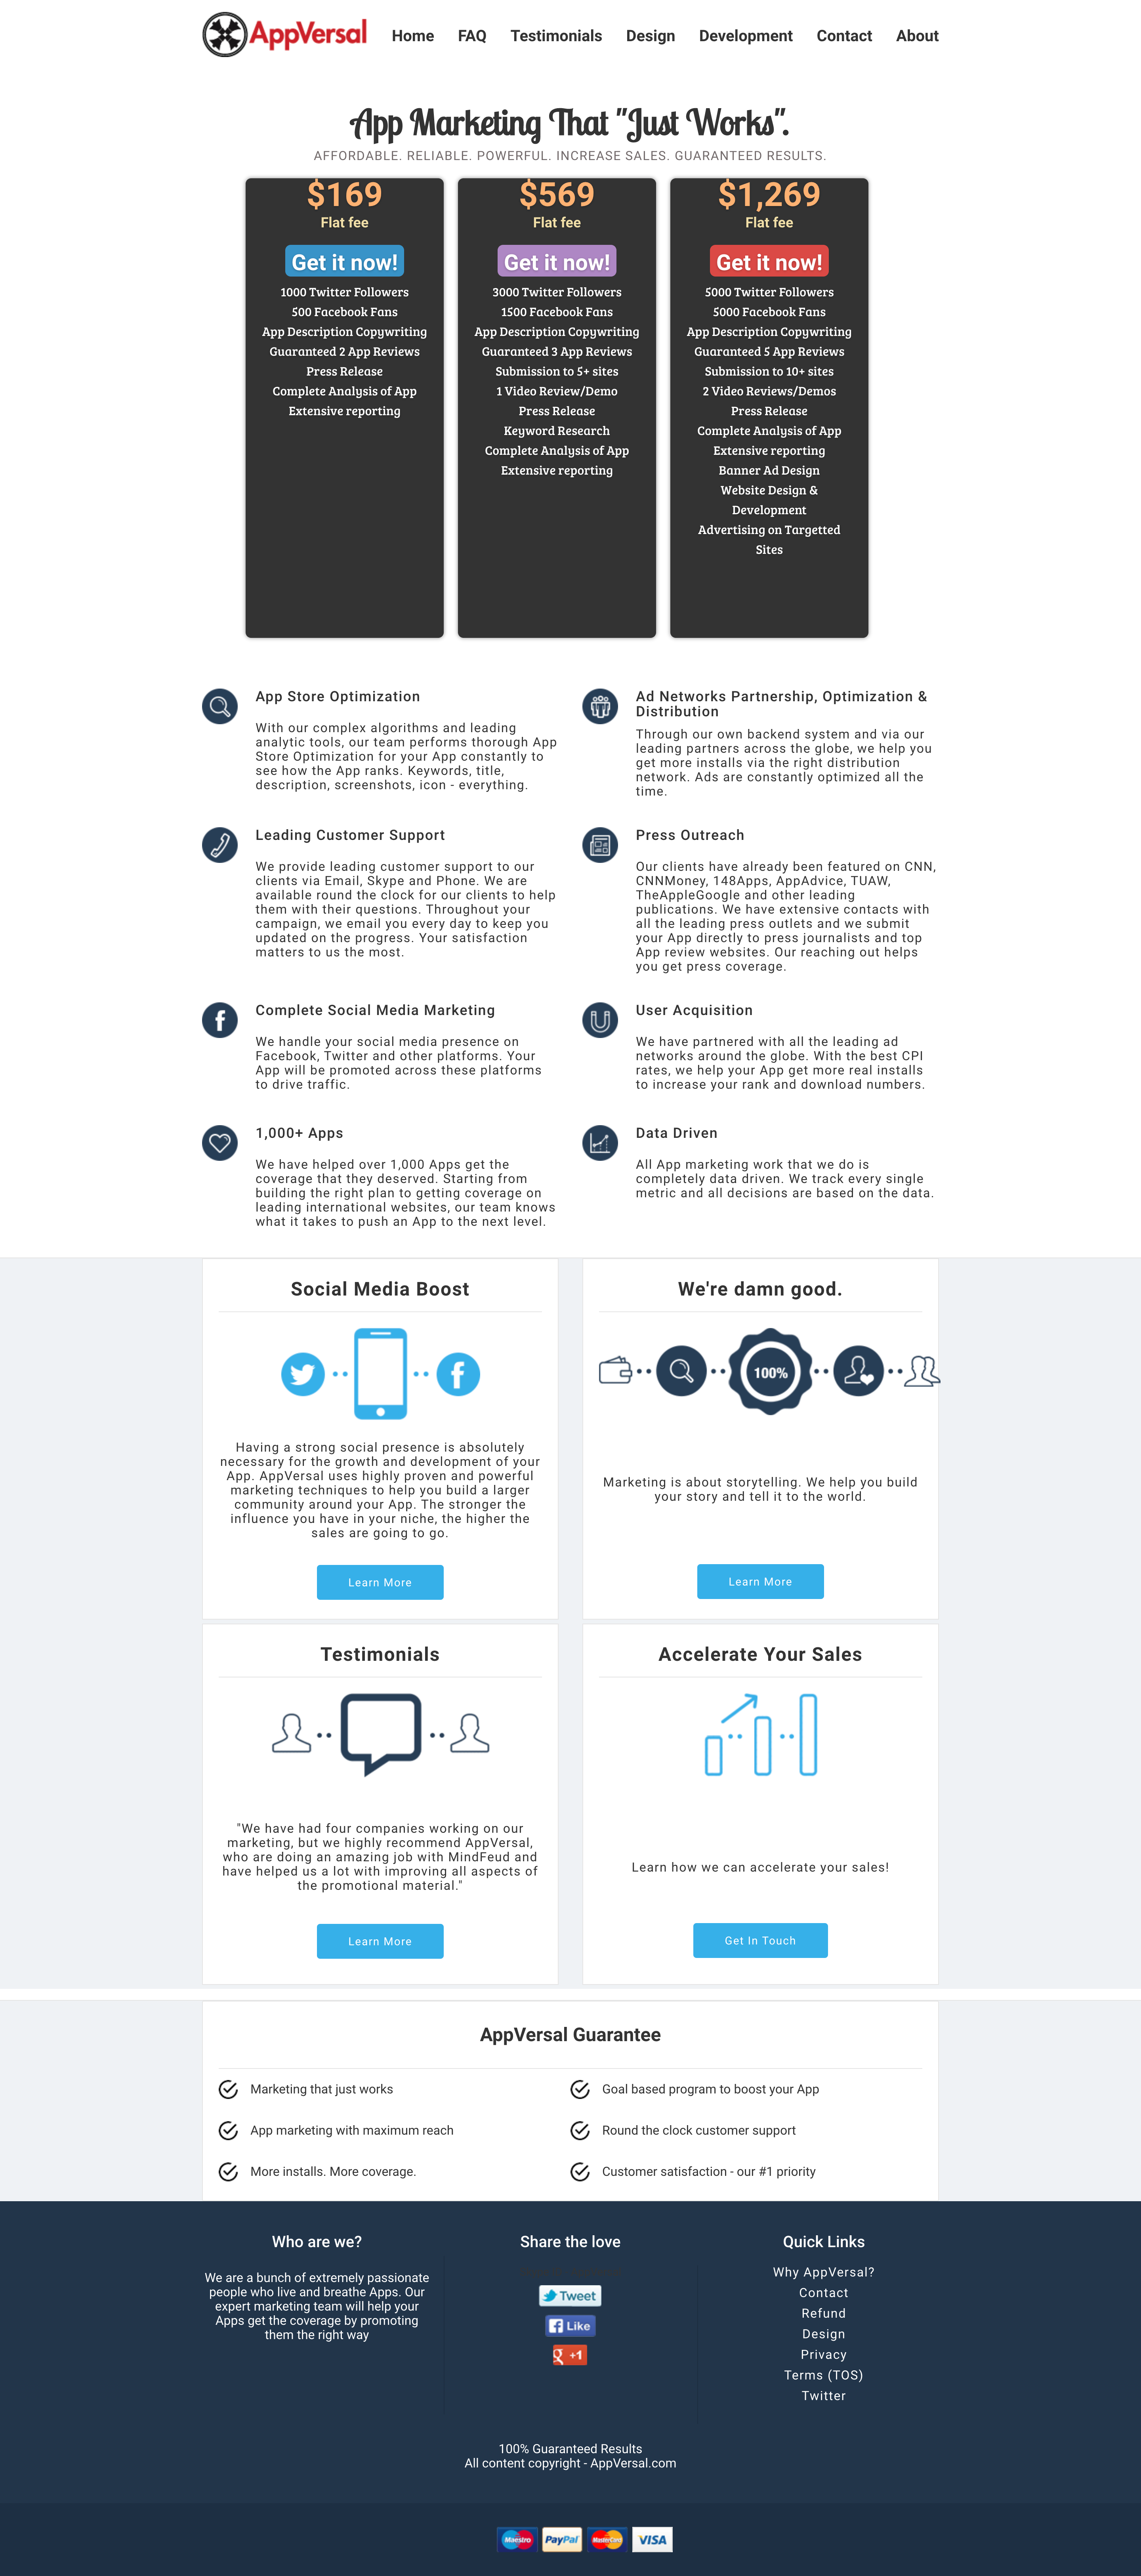 AppVersal
Home FAQ Testimonials Design Development Contact About
App Marketing That "Just Works".
AFFORDABLE. RELIABLE. POWERFUL. INCREASE SALES. GUARANTEED RESULTS.
$169
Flat fee
Get it now!
1000 Twitter Followers
500 Facebook Fans
App Description Copywriting
Guaranteed 2 App Reviews
Press Release
Complete Analysis of App
Extensive reporting
$569
Flat fee
Get it now!
3000 Twitter Followers
1500 Facebook Fans
App Description Copywriting
Guaranteed 3 App Reviews
Submission to 5+ sites
1 Video Review/Demo
Press Release
Keyword Research
Complete Analysis of App
Extensive reporting
$1,269
Flat fee
Get it now!
5000 Twitter Followers
5000 Facebook Fans
App Description Copywriting
Guaranteed 5 App Reviews
Submission to 10+ sites
2 Video Reviews/Demos
Press Release
Complete Analysis of App
Extensive reporting
Banner Ad Design
Website Design &
Development
Advertising on Targetted
Sites
App Store Optimization
With our complex algorithms and leading
analytic tools, our team performs thorough App
Store Optimization for your App constantly to
see how the App ranks. Keywords, title,
description, screenshots, icon - everything.
Ad Networks Partnership, Optimization &
Distribution
Through our own backend system and via our
leading partners across the globe, we help you
get more installs via the right distribution
network. Ads are constantly optimized all the
time.
Leading Customer Support
We provide leading customer support to our
clients via Email, Skype and Phone. We are
available round the clock for our clients to help
them with their questions. Throughout your
campaign, we email you every day to keep you
updated on the progress. Your satisfaction
matters to us the most.
Press Outreach
Our clients have already been featured on CNN,
CNNMoney, 148Apps, AppAdvice, TUAW,
TheAppleGoogle and other leading
publications. We have extensive contacts with
all the leading press outlets and we submit
your App directly to press journalists and top
App review websites. Our reaching out helps
you get press coverage.
Complete Social Media Marketing
We handle your social media presence on
Facebook, Twitter and other platforms. Your
App will be promoted across these platforms
to drive traffic.
User Acquisition
We have partnered with all the leading ad
networks around the globe. With the best CPI
rates, we help your App get more real installs
to increase your rank and download numbers.
1,000+ Apps
We have helped over 1,000 Apps get the
coverage that they deserved. Starting from
building the right plan to getting coverage on
leading international websites, our team knows
what it takes to push an App to the next level.
Data Driven
All App marketing work that we do is
completely data driven. We track every single
metric and all decisions are based on the data.
Social Media Boost
Having a strong social presence is absolutely
necessary for the growth and development of your
App. AppVersal uses highly proven and powerful
marketing techniques to help you build a larger
community around your App. The stronger the
influence you have in your niche, the higher the
sales are going to go.
Learn More
We're damn good.
100%
Marketing is about storytelling. We help you build
your story and tell it to the world.
Learn More
Testimonials
"We have had four companies working on our
marketing, but we highly recommend AppVersal,
who are doing an amazing job with MindFeud and
have helped us a lot with improving all aspects of
the promotional material."
Learn More
Accelerate Your Sales
Learn how we can accelerate your sales!
Get In Touch
AppVersal Guarantee
Marketing that just works
Goal based program to boost your App
App marketing with maximum reach
Round the clock customer support
More installs. More coverage.
Customer satisfaction - our #1 priority
Who are we?
We are a bunch of extremely passionate
people who live and breathe Apps. Our
expert marketing team will help your
Apps get the coverage by promoting
them the right way
Share the love
Tweet
Like
+1
Quick Links
Why AppVersal?
Contact
Refund
Design
Privacy
Terms (TOS)
Twitter
100% Guaranteed Results
All content copyright - AppVersal.com
Maestro PayPal MasterCard VISA